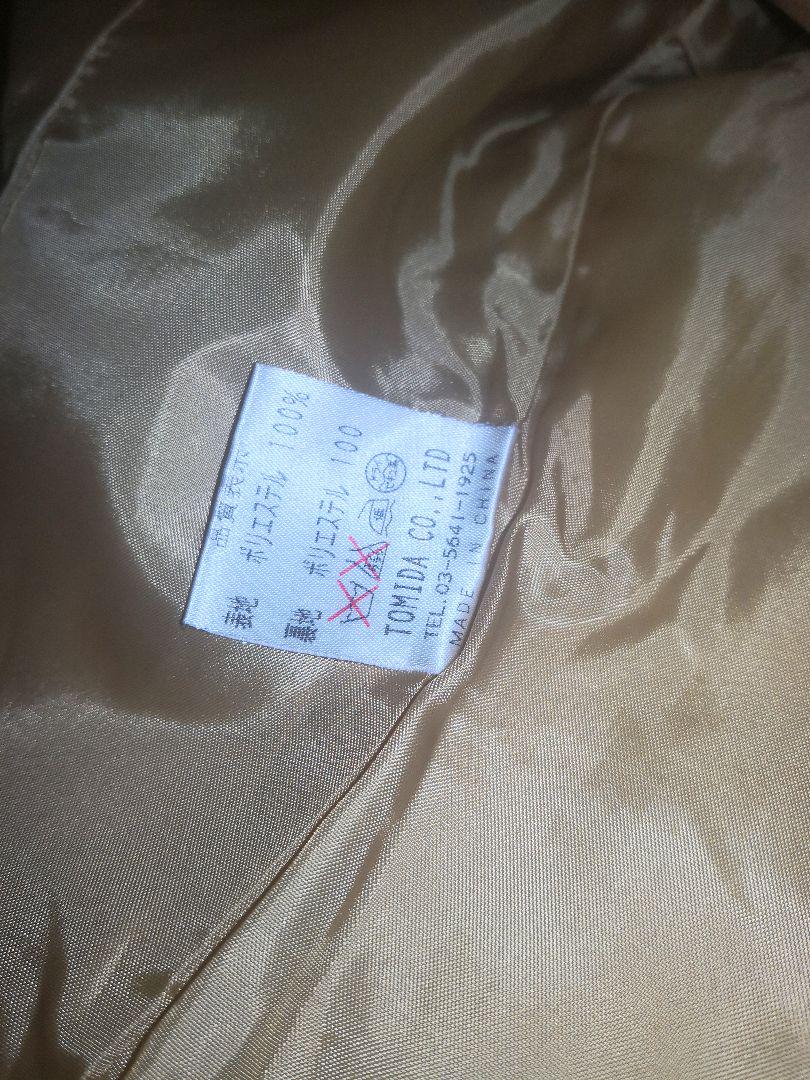 品質表示
表地 ポリエステル 100%
裏地 ポリエステル 100
TOMIDA CO.,LTD
TEL.03-5641-1925
MADE IN CHINA